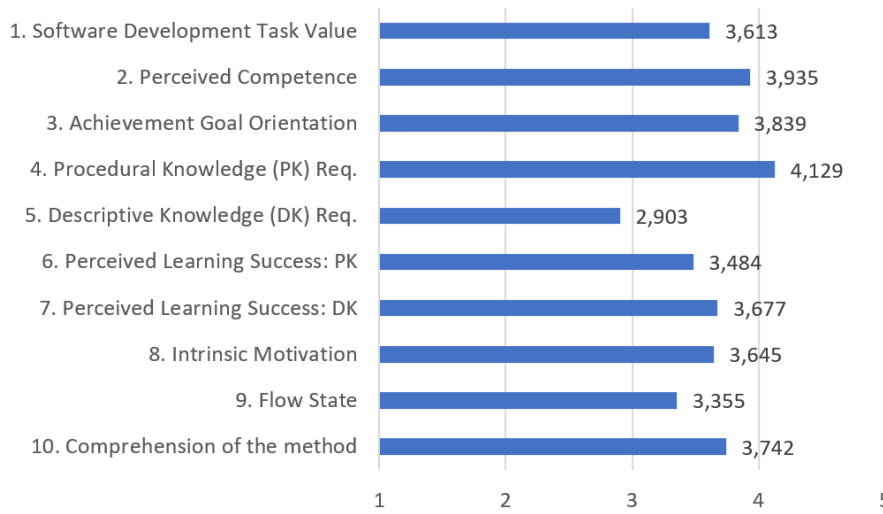 1. Software Development Task Value 3,613
2. Perceived Competence 3,935
3. Achievement Goal Orientation 3,839
4. Procedural Knowledge (PK) Req. 4,129
5. Descriptive Knowledge (DK) Req. 2,903
6. Perceived Learning Success: PK 3,484
7. Perceived Learning Success: DK 3,677
8. Intrinsic Motivation 3,645
9. Flow State 3,355
10. Comprehension of the method 3,742
1 2 3 4 5